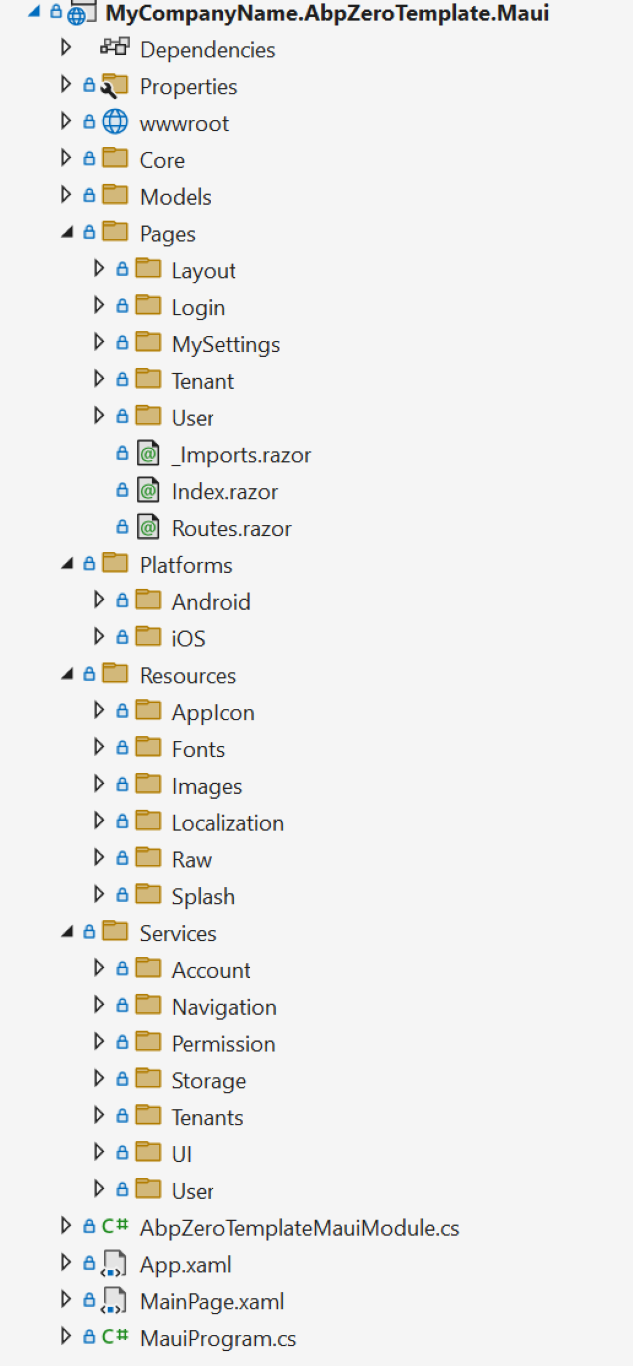 MyCompanyName.AbpZeroTemplate.Maui
Dependencies
Properties
wwwroot
Core
Models
Pages
Layout
Login
MySettings
Tenant
User
_Imports.razor
Index.razor
Routes.razor
Platforms
Android
iOS
Resources
AppIcon
Fonts
Images
Localization
Raw
Splash
Services
Account
Navigation
Permission
Storage
Tenants
UI
User
C# AbpZeroTemplateMauiModule.cs
App.xaml
MainPage.xaml
C# MauiProgram.cs